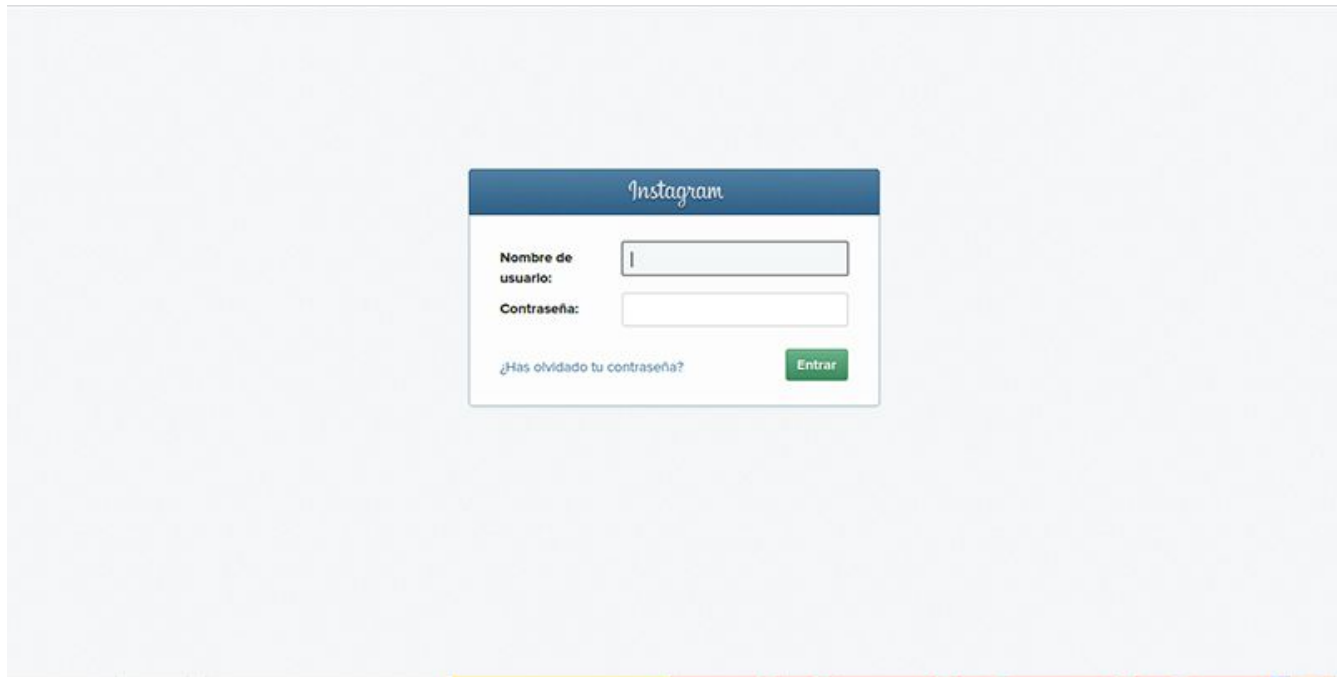 Instagram
Nombre de
usuario:
Contraseña:
¿Has olvidado tu contraseña?
Entrar